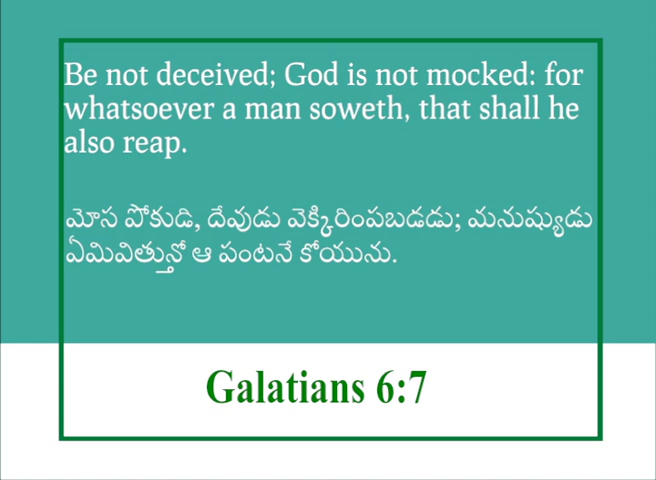 Be not deceived; God is not mocked: for
whatsoever a man soweth, that shall he
also reap.
మోస పోకుడి, దేవుడు వెక్కిరింపబడడు; మనుష్యుడు
ఏమివిత్తునో ఆ పంటనే కోయును.
Galatians 6:7